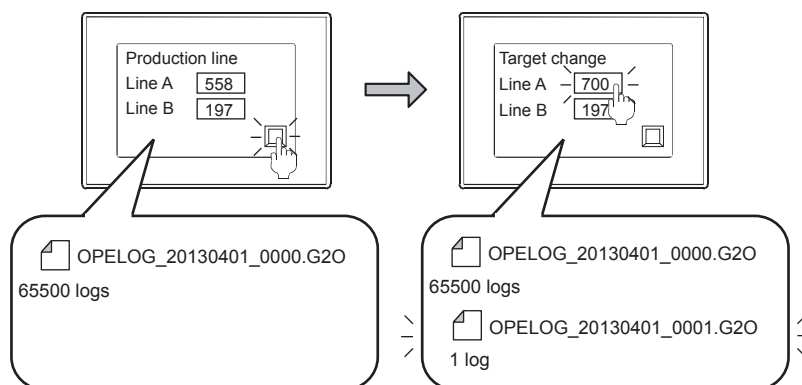 Production line
Line A 558
Line B 197
OPELOG_20130401_0000.G2O
65500 logs
Target change
Line A 700
Line B 197
OPELOG_20130401_0000.G2O
65500 logs
OPELOG_20130401_0001.G2O
1 log